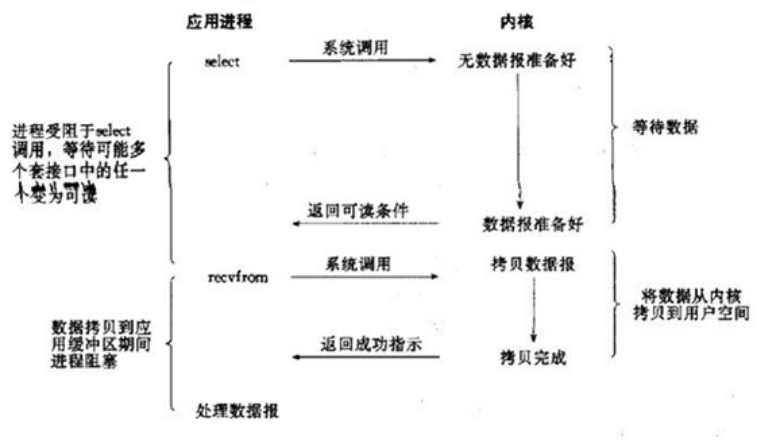 应用进程
内核
select
系统调用
无数据报准备好
进程受阻于select
调用，等待可能多
个套接口中的任一
个变为可读
等待数据
返回可读条件
数据报准备好
recvfrom
系统调用
拷贝数据报
将数据从内核
拷贝到用户空间
数据拷贝到应
用缓冲区期间
进程阻塞
返回成功指示
拷贝完成
处理数据报